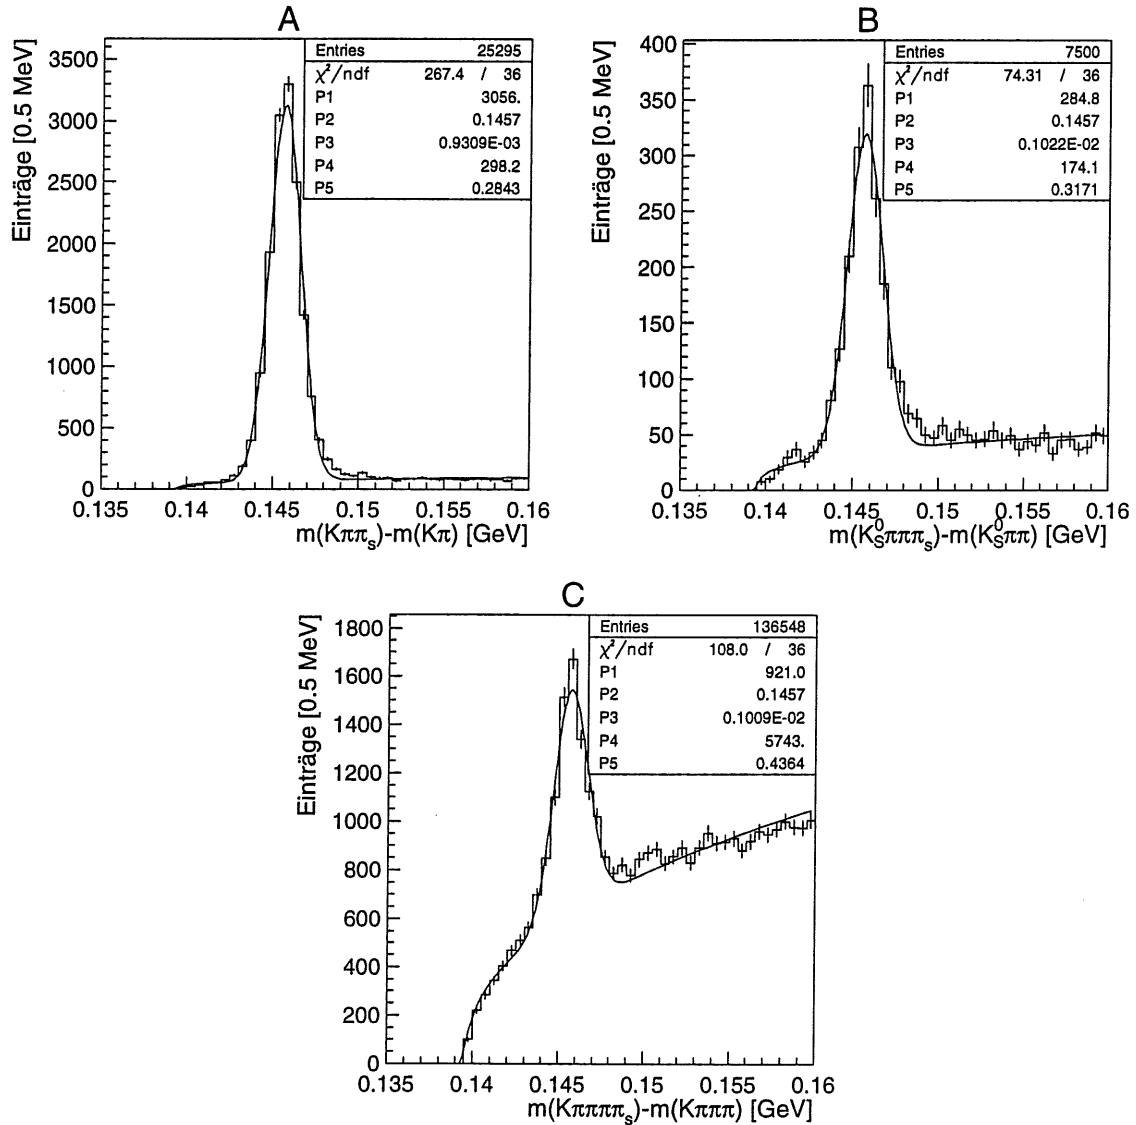 A
Einträge [0.5 MeV]
3500
3000
2500
2000
1500
1000
500
0
Entries 25295
χ²/ndf 267.4 / 36
P1 3056.
P2 0.1457
P3 0.9309E-03
P4 298.2
P5 0.2843
0.135 0.14 0.145 0.15 0.155 0.16
m(Kπππₛ)-m(Kπ) [GeV]
B
Einträge [0.5 MeV]
400
350
300
250
200
150
100
50
0
Entries 7500
χ²/ndf 74.31 / 36
P1 284.8
P2 0.1457
P3 0.1022E-02
P4 174.1
P5 0.3171
0.135 0.14 0.145 0.15 0.155 0.16
m(K⁰ₛπππₛ)-m(K⁰ₛππ) [GeV]
C
Einträge [0.5 MeV]
1800
1600
1400
1200
1000
800
600
400
200
0
Entries 136548
χ²/ndf 108.0 / 36
P1 921.0
P2 0.1457
P3 0.1009E-02
P4 5743.
P5 0.4364
0.135 0.14 0.145 0.15 0.155 0.16
m(Kππππₛ)-m(Kπππ) [GeV]